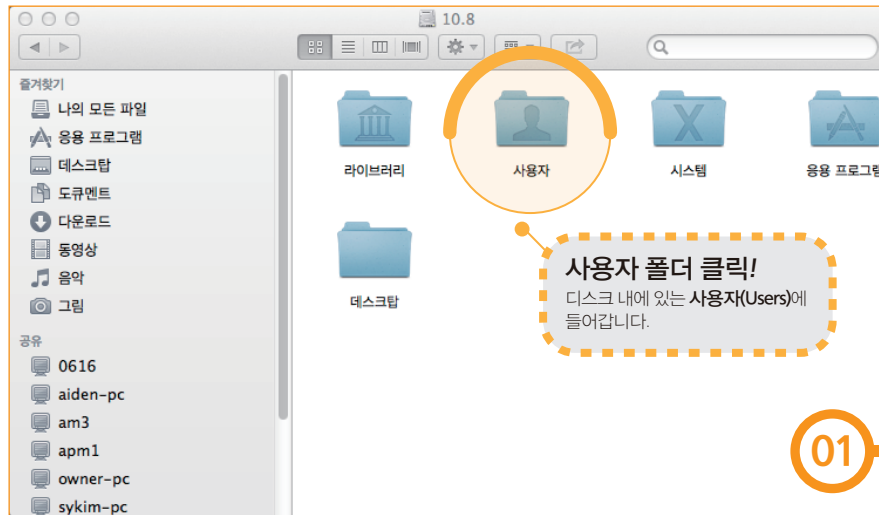 10.8
즐겨찾기
나의 모든 파일
응용 프로그램
데스크탑
도큐멘트
다운로드
동영상
음악
그림
공유
0616
aiden-pc
am3
apm1
owner-pc
sykim-pc
라이브러리
사용자
시스템
응용 프로그램
데스크탑
사용자 폴더 클릭!
디스크 내에 있는 사용자(Users)에
들어갑니다.
01